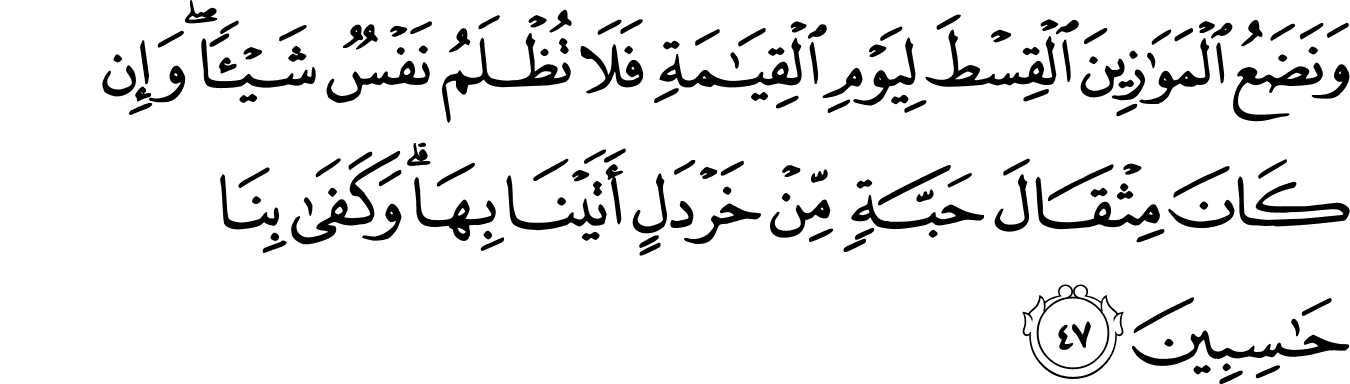 وَنَضَعُ ٱلْمَوَٰزِينَ ٱلْقِسْطَ لِيَوْمِ ٱلْقِيَـٰمَةِ فَلَا تُظْلَمُ نَفْسٌ شَيْـًٔا ۖ وَإِن
كَانَ مِثْقَالَ حَبَّةٍ مِّنْ خَرْدَلٍ أَتَيْنَا بِهَا ۗ وَكَفَىٰ بِنَا
حَـٰسِبِينَ ٤٧